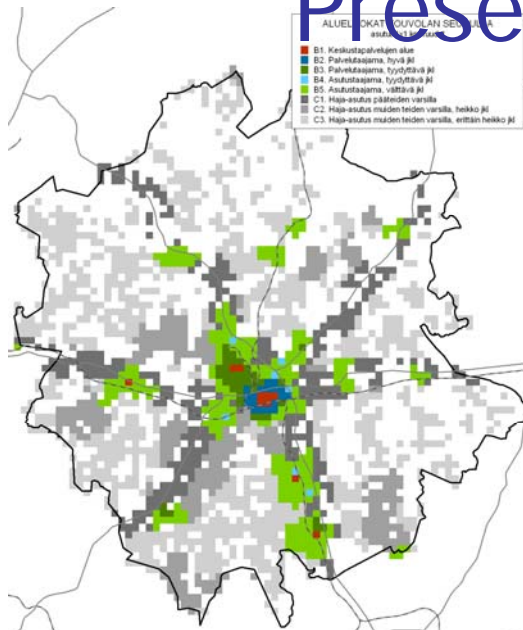 Prese
ALUELUOKAT KOUVOLAN SEUDULLA
B1. Keskustapalvelujen alue
B2. Palvelutaajama, hyvä jkl
B3. Palvelutaajama, tyydyttävä jkl
B4. Asutustaajama, tyydyttävä jkl
B5. Asutustaajama, välttävä jkl
C1. Haja-asutus pääteiden varsilla
C2. Haja-asutus muiden teiden varsilla, heikko jkl
C3. Haja-asutus muiden teiden varsilla, erittäin heikko jkl